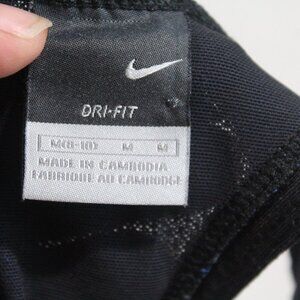 DRI-FIT
M(8-10) M M
MADE IN CAMBODIA
FABRIQUE AU CAMBODGE